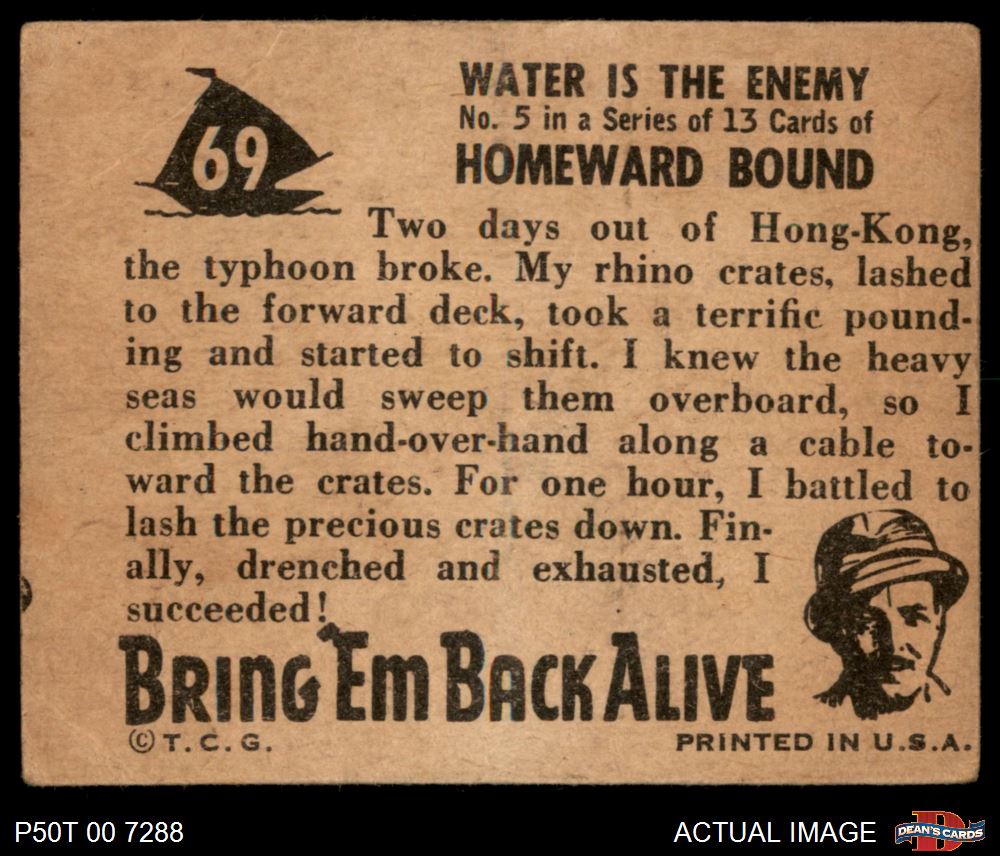 69
WATER IS THE ENEMY
No. 5 in a Series of 13 Cards of
HOMEWARD BOUND
Two days out of Hong-Kong,
the typhoon broke. My rhino crates, lashed
to the forward deck, took a terrific pound-
ing and started to shift. I knew the heavy
seas would sweep them overboard, so I
climbed hand-over-hand along a cable to-
ward the crates. For one hour, I battled to
lash the precious crates down. Fin-
ally, drenched and exhausted, I
succeeded!
BRING 'EM BACK ALIVE
© T. C. G.
PRINTED IN U.S.A.
P50T 00 7288
ACTUAL IMAGE
D
DEAN'S CARDS